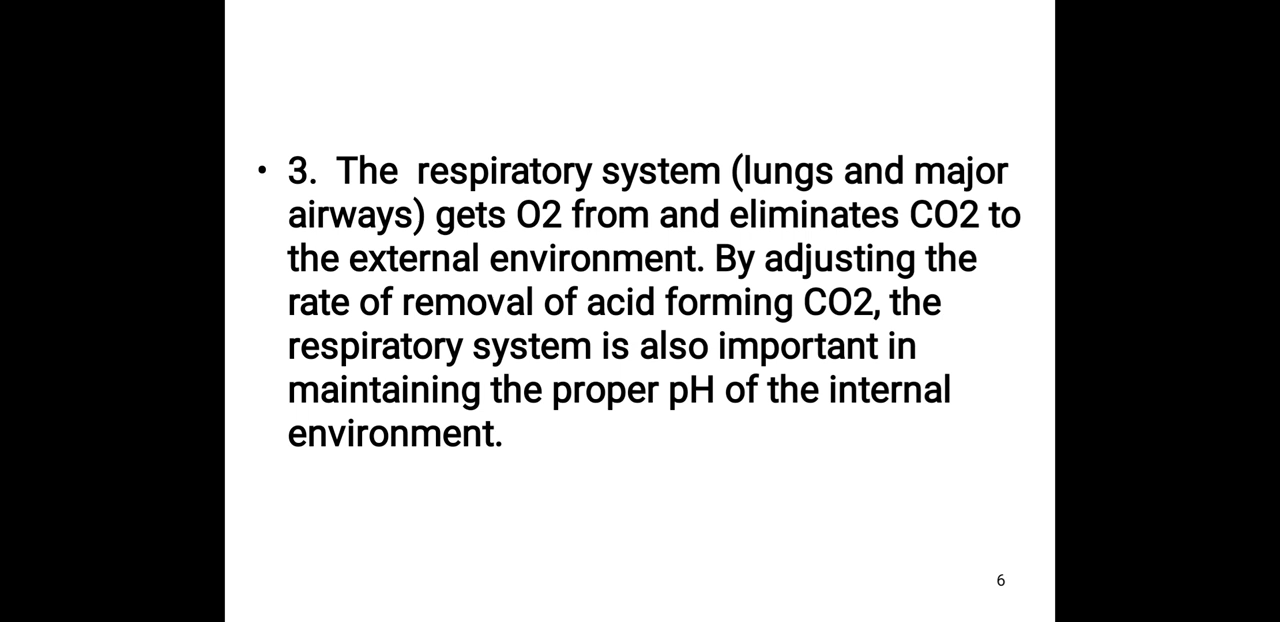 • 3.  The  respiratory system (lungs and major
airways) gets O2 from and eliminates CO2 to
the external environment. By adjusting the
rate of removal of acid forming CO2, the
respiratory system is also important in
maintaining the proper pH of the internal
environment.
6